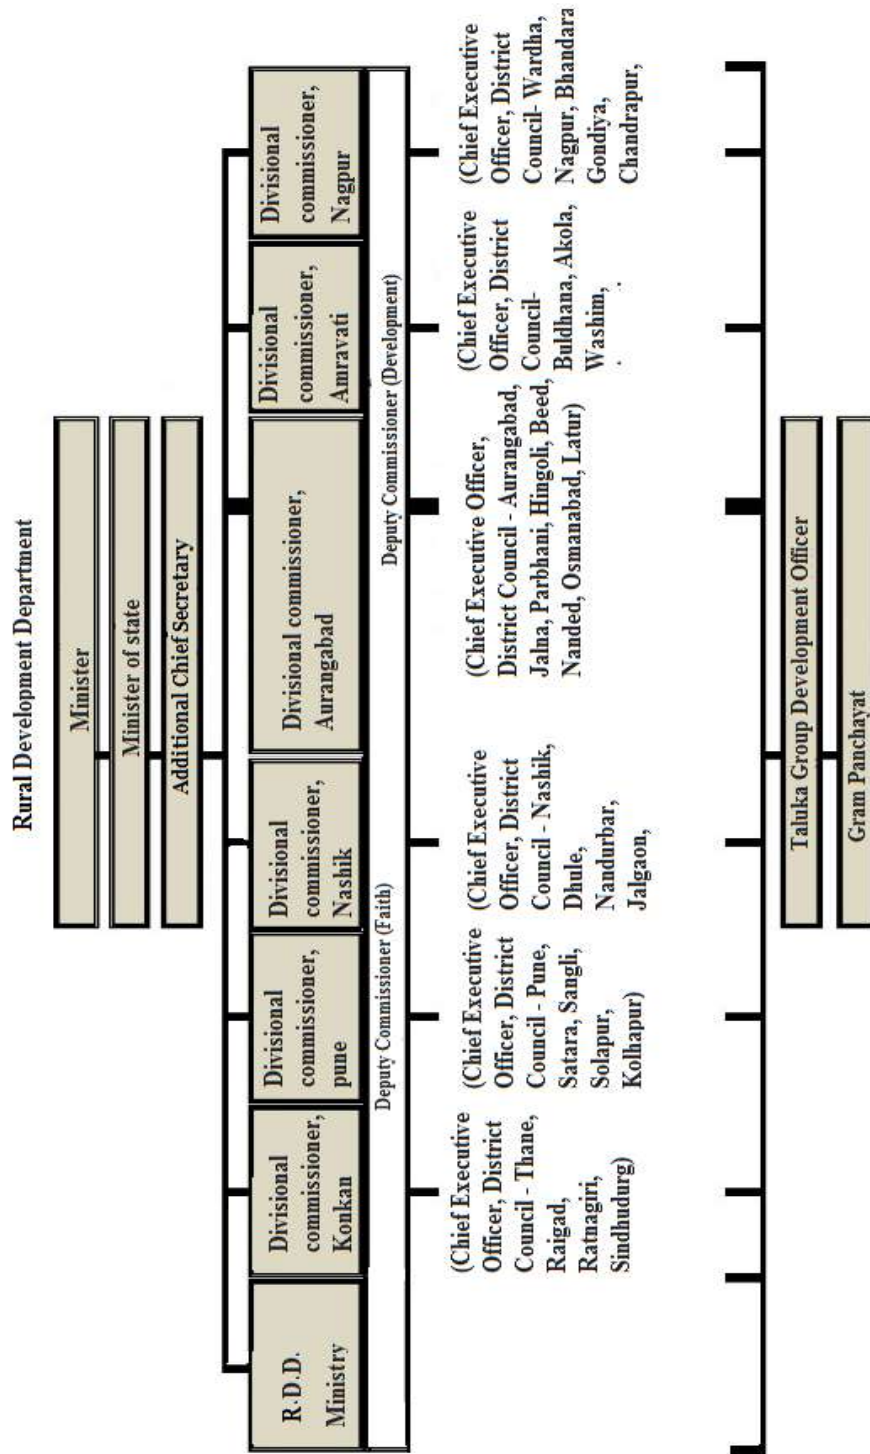 Rural Development Department
Minister
Minister of state
Additional Chief Secretary
R.D.D.
Ministry
Divisional
commissioner,
Konkan
Divisional
commissioner,
pune
Divisional
commissioner,
Nashik
Divisional commissioner,
Aurangabad
Divisional
commissioner,
Amravati
Divisional
commissioner,
Nagpur
Deputy Commissioner (Faith)
Deputy Commissioner (Development)
(Chief Executive
Officer, District
Council - Thane,
Raigad,
Ratnagiri,
Sindhudurg)
(Chief Executive
Officer, District
Council - Pune,
Satara, Sangli,
Solapur,
Kolhapur)
(Chief Executive
Officer, District
Council - Nashik,
Dhule,
Nandurbar,
Jalgaon,
(Chief Executive Officer,
District Council - Aurangabad,
Jalna, Parbhani, Hingoli, Beed,
Nanded, Osmanabad, Latur)
(Chief Executive
Officer, District
Council-
Buldhana, Akola,
Washim,
(Chief Executive
Officer, District
Council- Wardha,
Nagpur, Bhandara
Gondiya,
Chandrapur,
Taluka Group Development Officer
Gram Panchayat